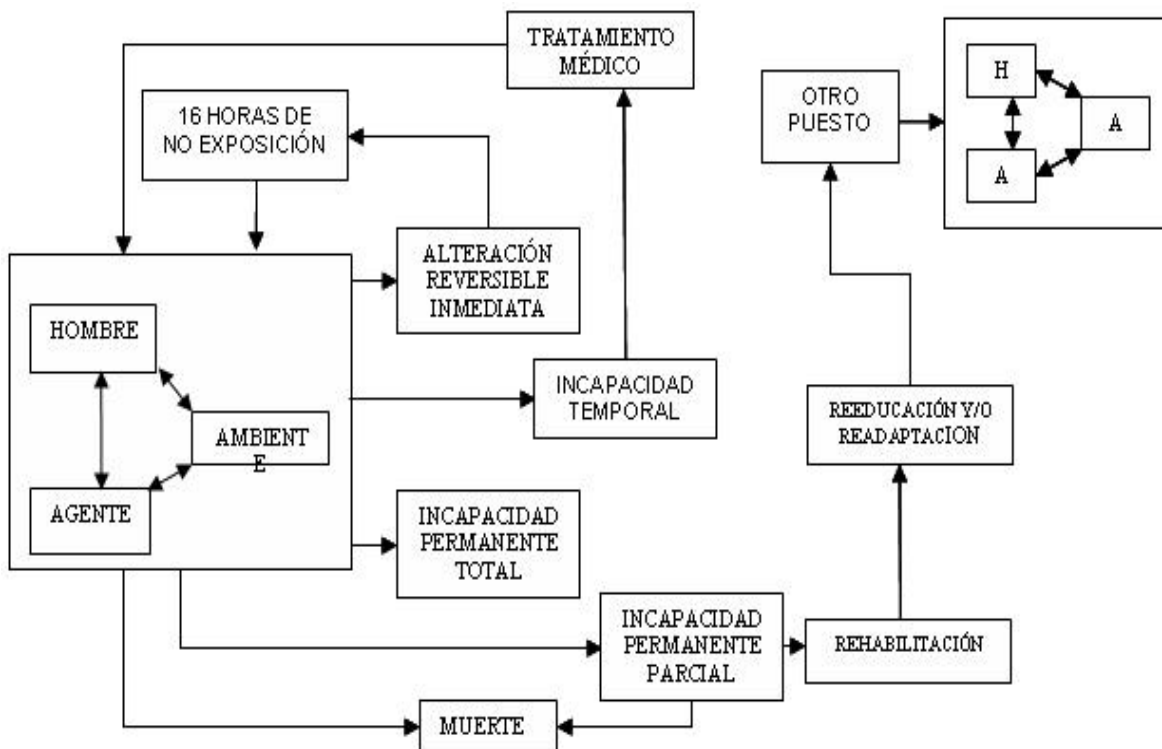 TRATAMIENTO
MÉDICO
16 HORAS DE
NO EXPOSICIÓN
OTRO
PUESTO
H
A
A
ALTERACIÓN
REVERSIBLE
INMEDIATA
HOMBRE
AMBIENT
E
AGENTE
INCAPACIDAD
TEMPORAL
REEDUCACIÓN Y/O
READAPTACION
INCAPACIDAD
PERMANENTE
TOTAL
INCAPACIDAD
PERMANENTE
PARCIAL
REHABILITACIÓN
MUERTE